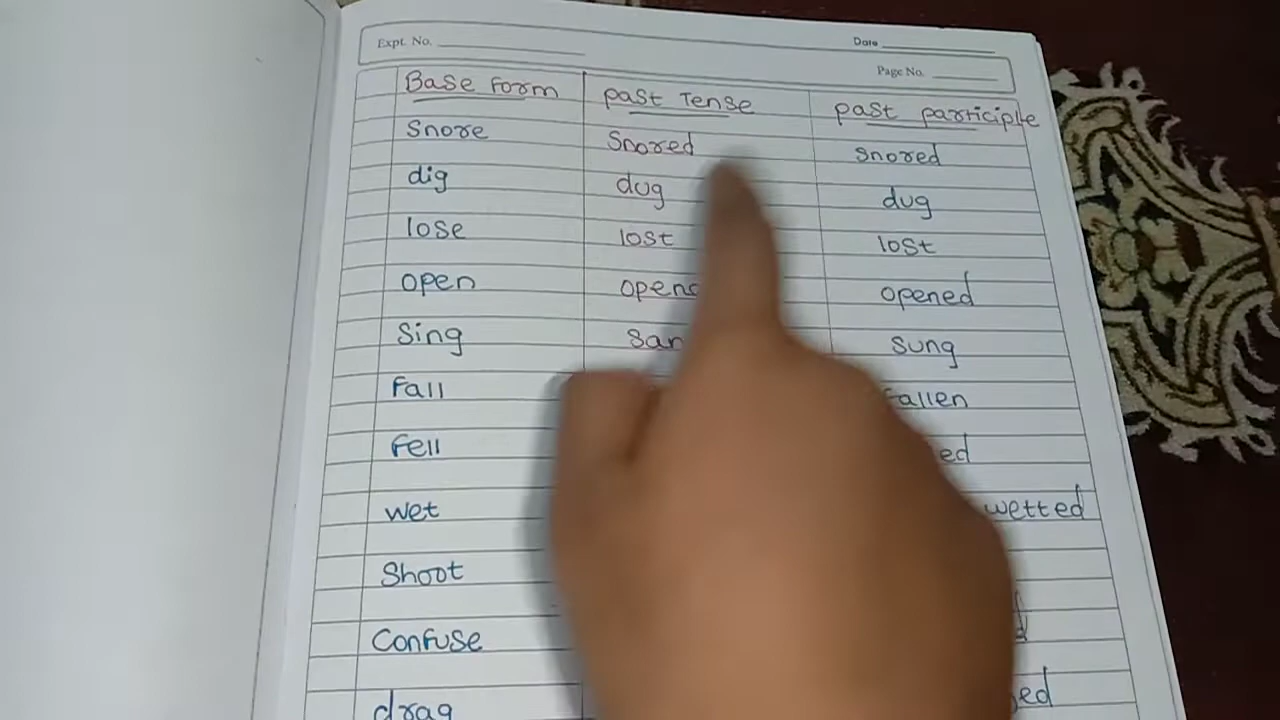 Expt. No.
Date
Page No.
Base Form past Tense past participle
Snore Snored snored
dig dug dug
lose lost lost
open opened
Sing sung
Fall fallen
Fell
wet wetted
Shoot
Confuse
drag